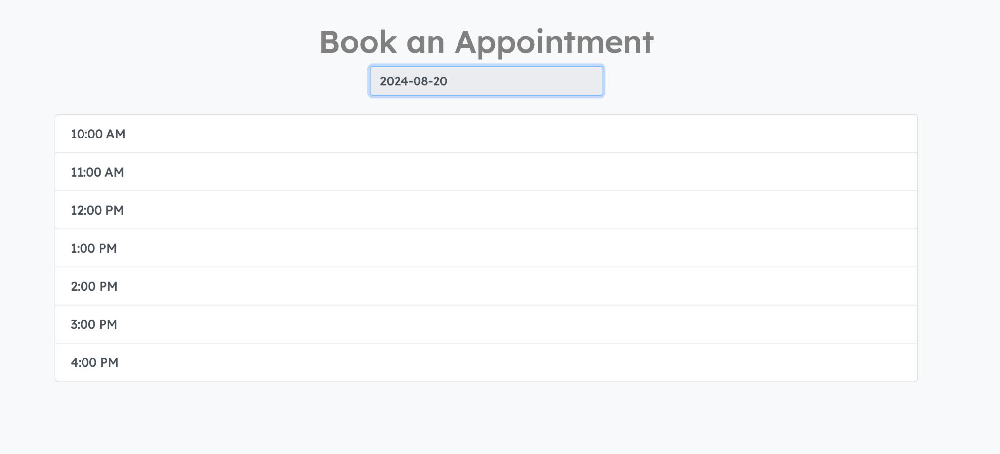 Book an Appointment
2024-08-20
10:00 AM
11:00 AM
12:00 PM
1:00 PM
2:00 PM
3:00 PM
4:00 PM